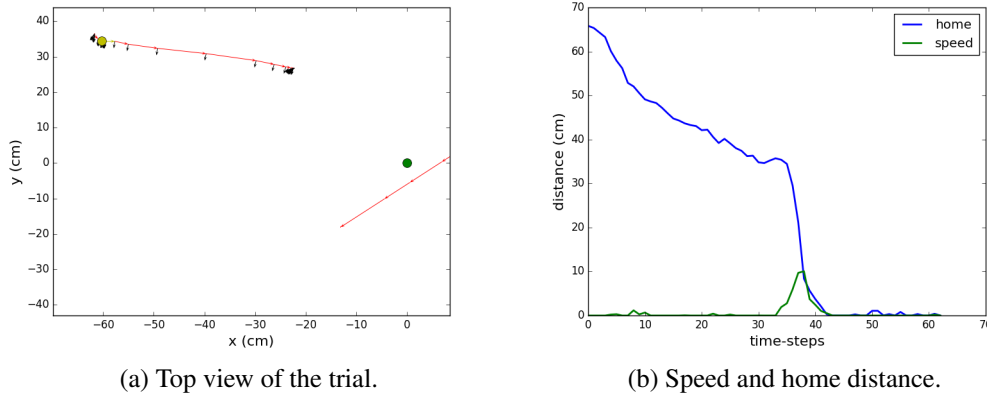 40
30
20
10
0
−10
−20
−30
−40
y (cm)
−60 −50 −40 −30 −20 −10 0
x (cm)
(a) Top view of the trial.
70
60
50
40
30
20
10
0
distance (cm)
home
speed
0 10 20 30 40 50 60 70
time-steps
(b) Speed and home distance.